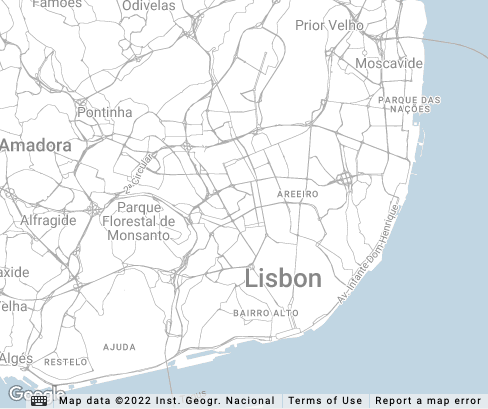 Famões
Odivelas
Prior Velho
Moscavide
PARQUE DAS
NAÇÕES
Pontinha
Amadora
2ª Circular
AREEIRO
Parque
Florestal de
Monsanto
Alfragide
Av. Infante Dom Henrique
axide
Lisbon
Velha
BAIRRO ALTO
AJUDA
Algés
RESTELO
Google
Map data ©2022 Inst. Geogr. Nacional
Terms of Use
Report a map error